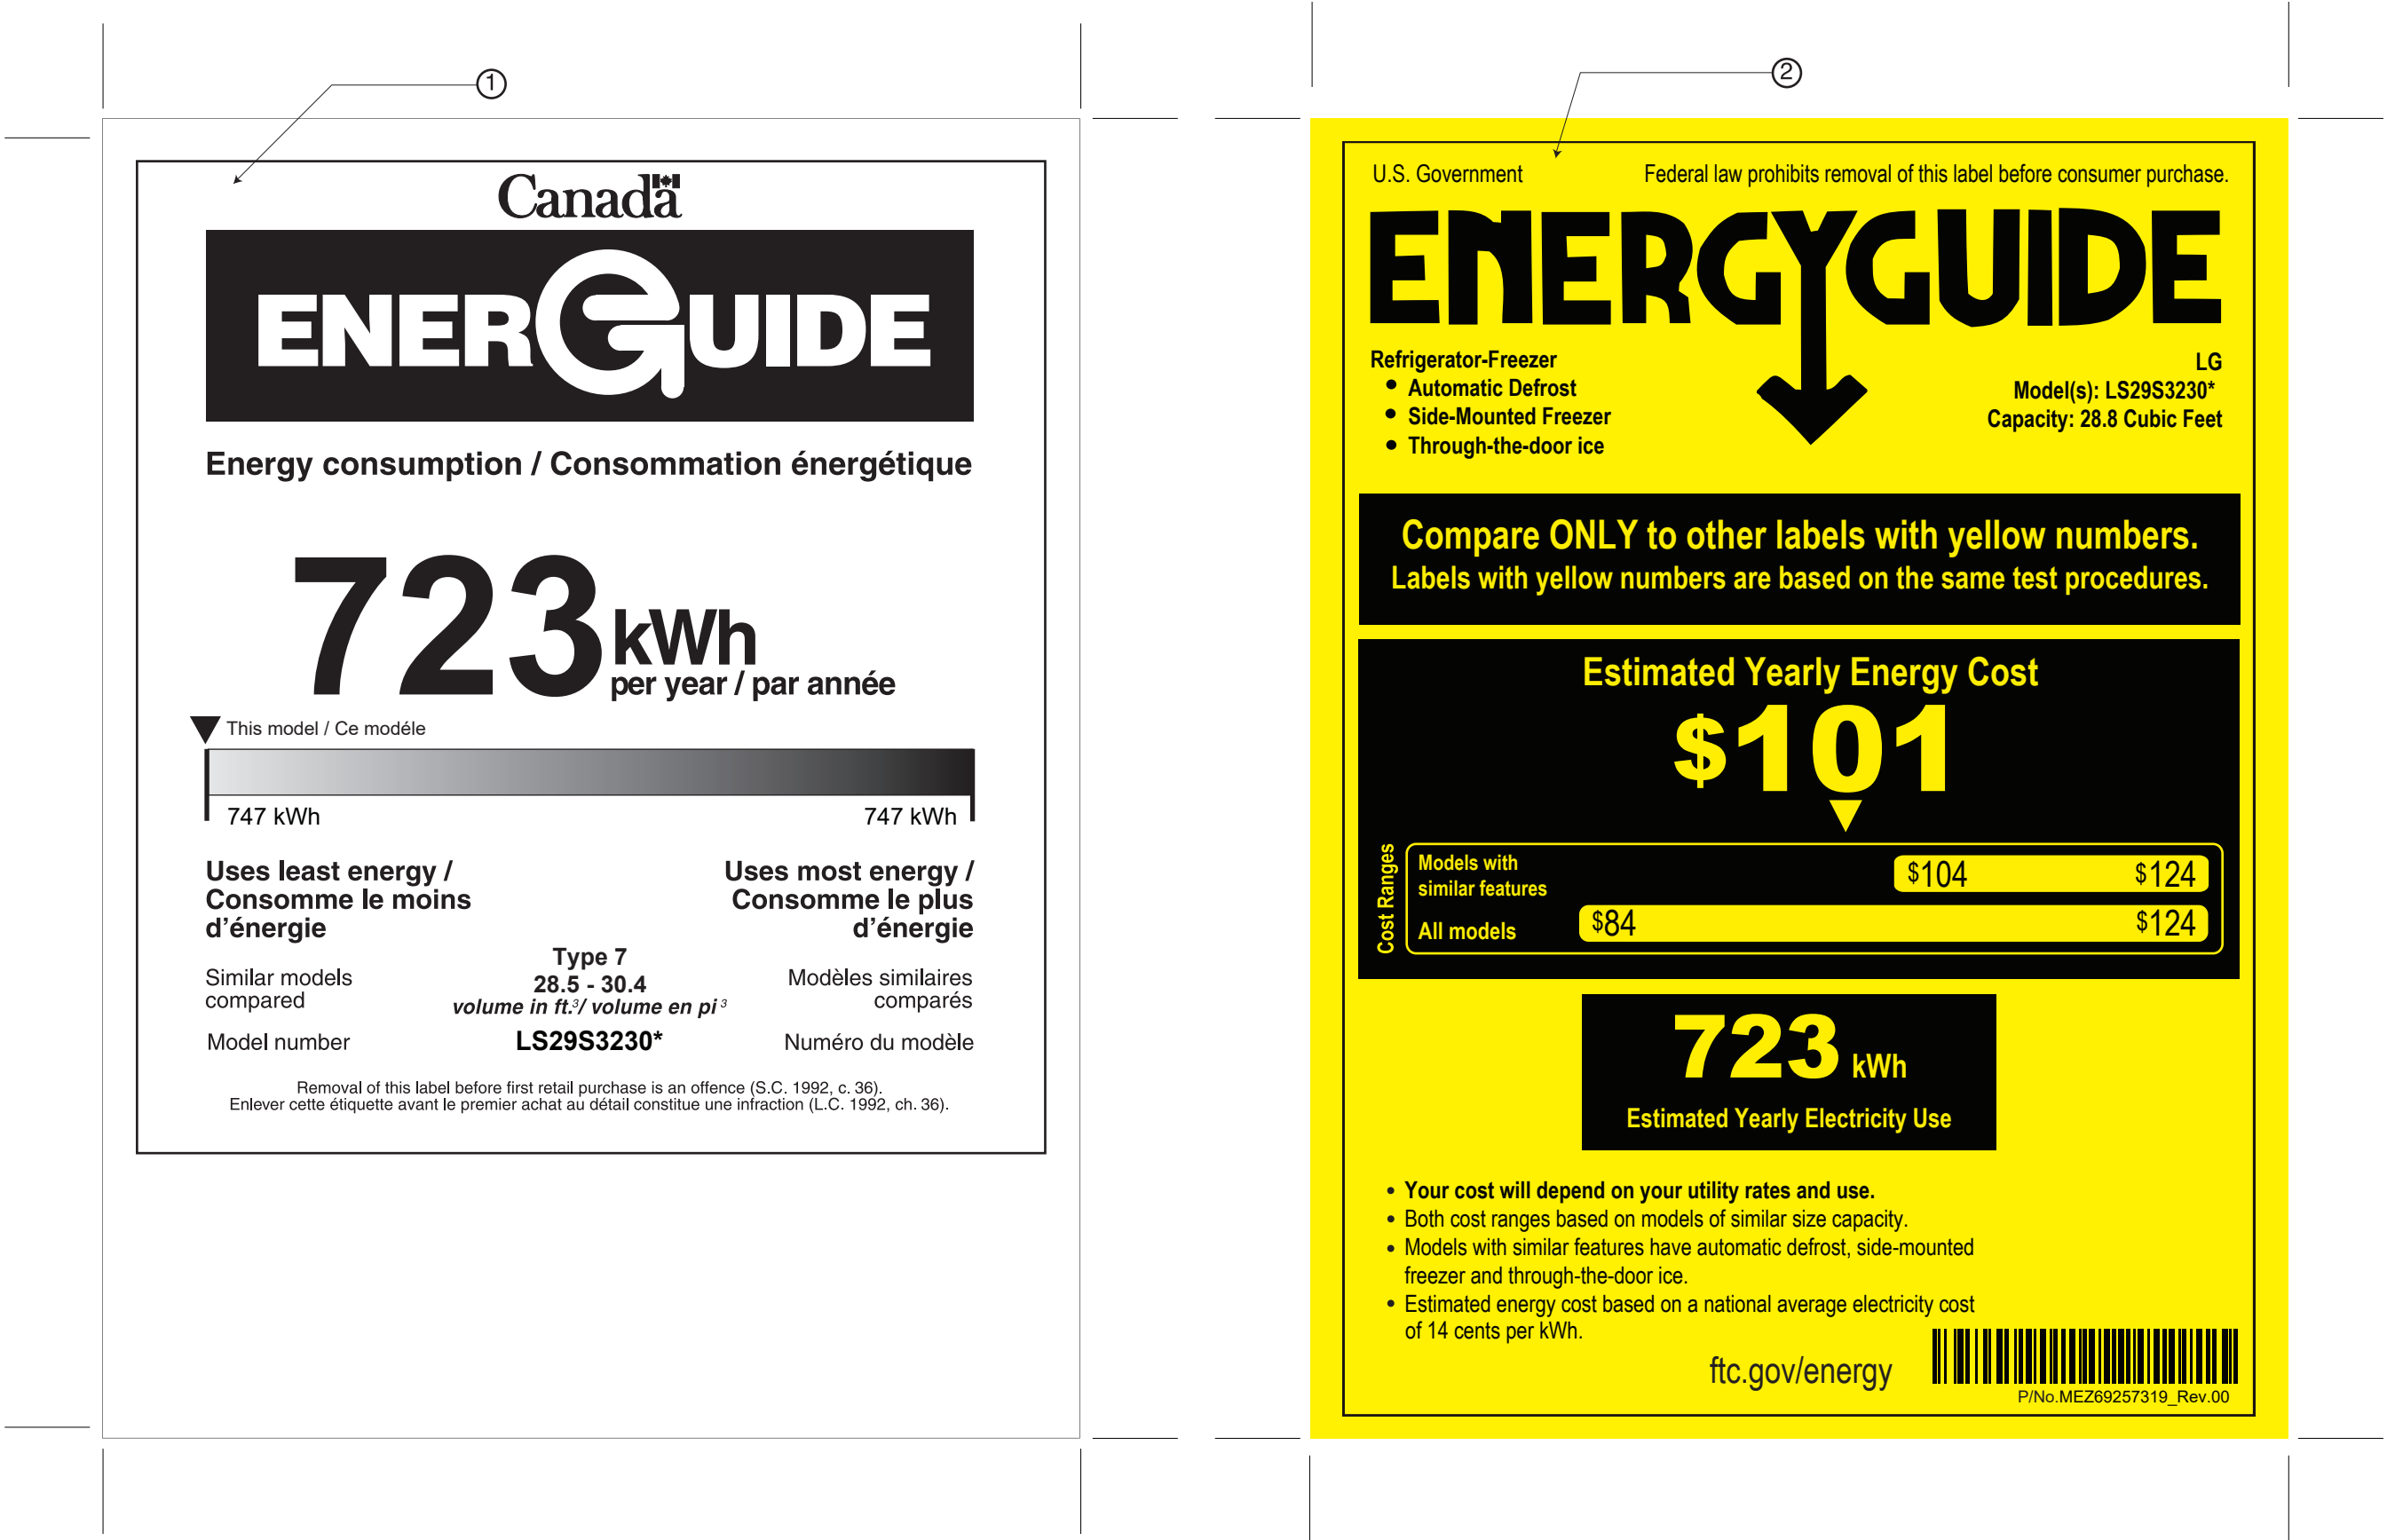 1
Canada
ENERGUIDE
Energy consumption / Consommation énergétique
723 kWh
per year / par année
This model / Ce modéle
747 kWh 747 kWh
Uses least energy /
Consomme le moins
d’énergie
Uses most energy /
Consomme le plus
d’énergie
Similar models
compared
Type 7
28.5 - 30.4
volume in ft.³/ volume en pi ³
Modèles similaires
comparés
Model number LS29S3230* Numéro du modèle
Removal of this label before first retail purchase is an offence (S.C. 1992, c. 36).
Enlever cette étiquette avant le premier achat au détail constitue une infraction (L.C. 1992, ch. 36).
2
U.S. Government Federal law prohibits removal of this label before consumer purchase.
ENERGYGUIDE
Refrigerator-Freezer
• Automatic Defrost
• Side-Mounted Freezer
• Through-the-door ice
LG
Model(s): LS29S3230*
Capacity: 28.8 Cubic Feet
Compare ONLY to other labels with yellow numbers.
Labels with yellow numbers are based on the same test procedures.
Estimated Yearly Energy Cost
$101
Cost Ranges
Models with
similar features
$104 $124
All models $84 $124
723 kWh
Estimated Yearly Electricity Use
• Your cost will depend on your utility rates and use.
• Both cost ranges based on models of similar size capacity.
• Models with similar features have automatic defrost, side-mounted
freezer and through-the-door ice.
• Estimated energy cost based on a national average electricity cost
of 14 cents per kWh.
ftc.gov/energy
P/No.MEZ69257319_Rev.00